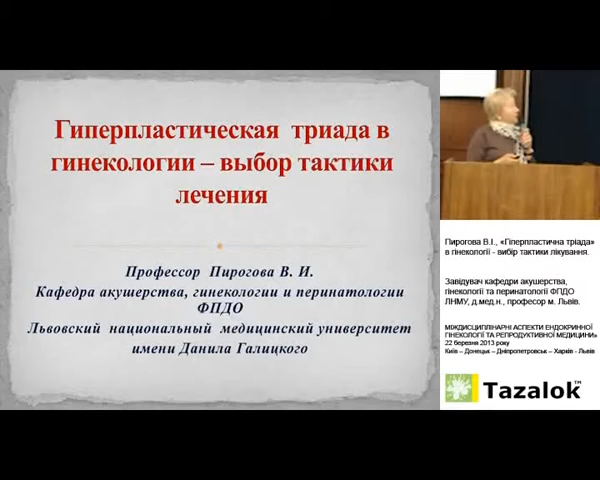 Гиперпластическая триада в
гинекологии – выбор тактики
лечения
Профессор Пирогова В. И.
Кафедра акушерства, гинекологии и перинатологии
ФПДО
Львовский национальный медицинский университет
имени Данила Галицкого
Пирогова В.І., «Гіперпластична тріада»
в гінекології - вибір тактики лікування.
Завідувач кафедри акушерства,
гінекології та перинатології ФПДО
ЛНМУ, д.мед.н., професор м. Львів.
МІЖДИСЦИПЛІНАРНІ АСПЕКТИ ЕНДОКРИННОЇ
ГІНЕКОЛОГІЇ ТА РЕПРОДУКТИВНОЇ МЕДИЦИНИ»
22 березня 2013 року
Київ – Донецьк – Дніпропетровськ – Харків - Львів
Tazalok™